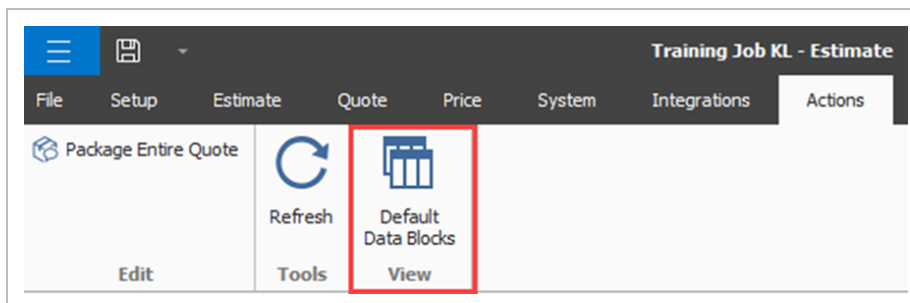 Training Job KL - Estimate
File Setup Estimate Quote Price System Integrations Actions
Package Entire Quote
Refresh
Default
Data Blocks
Edit Tools View